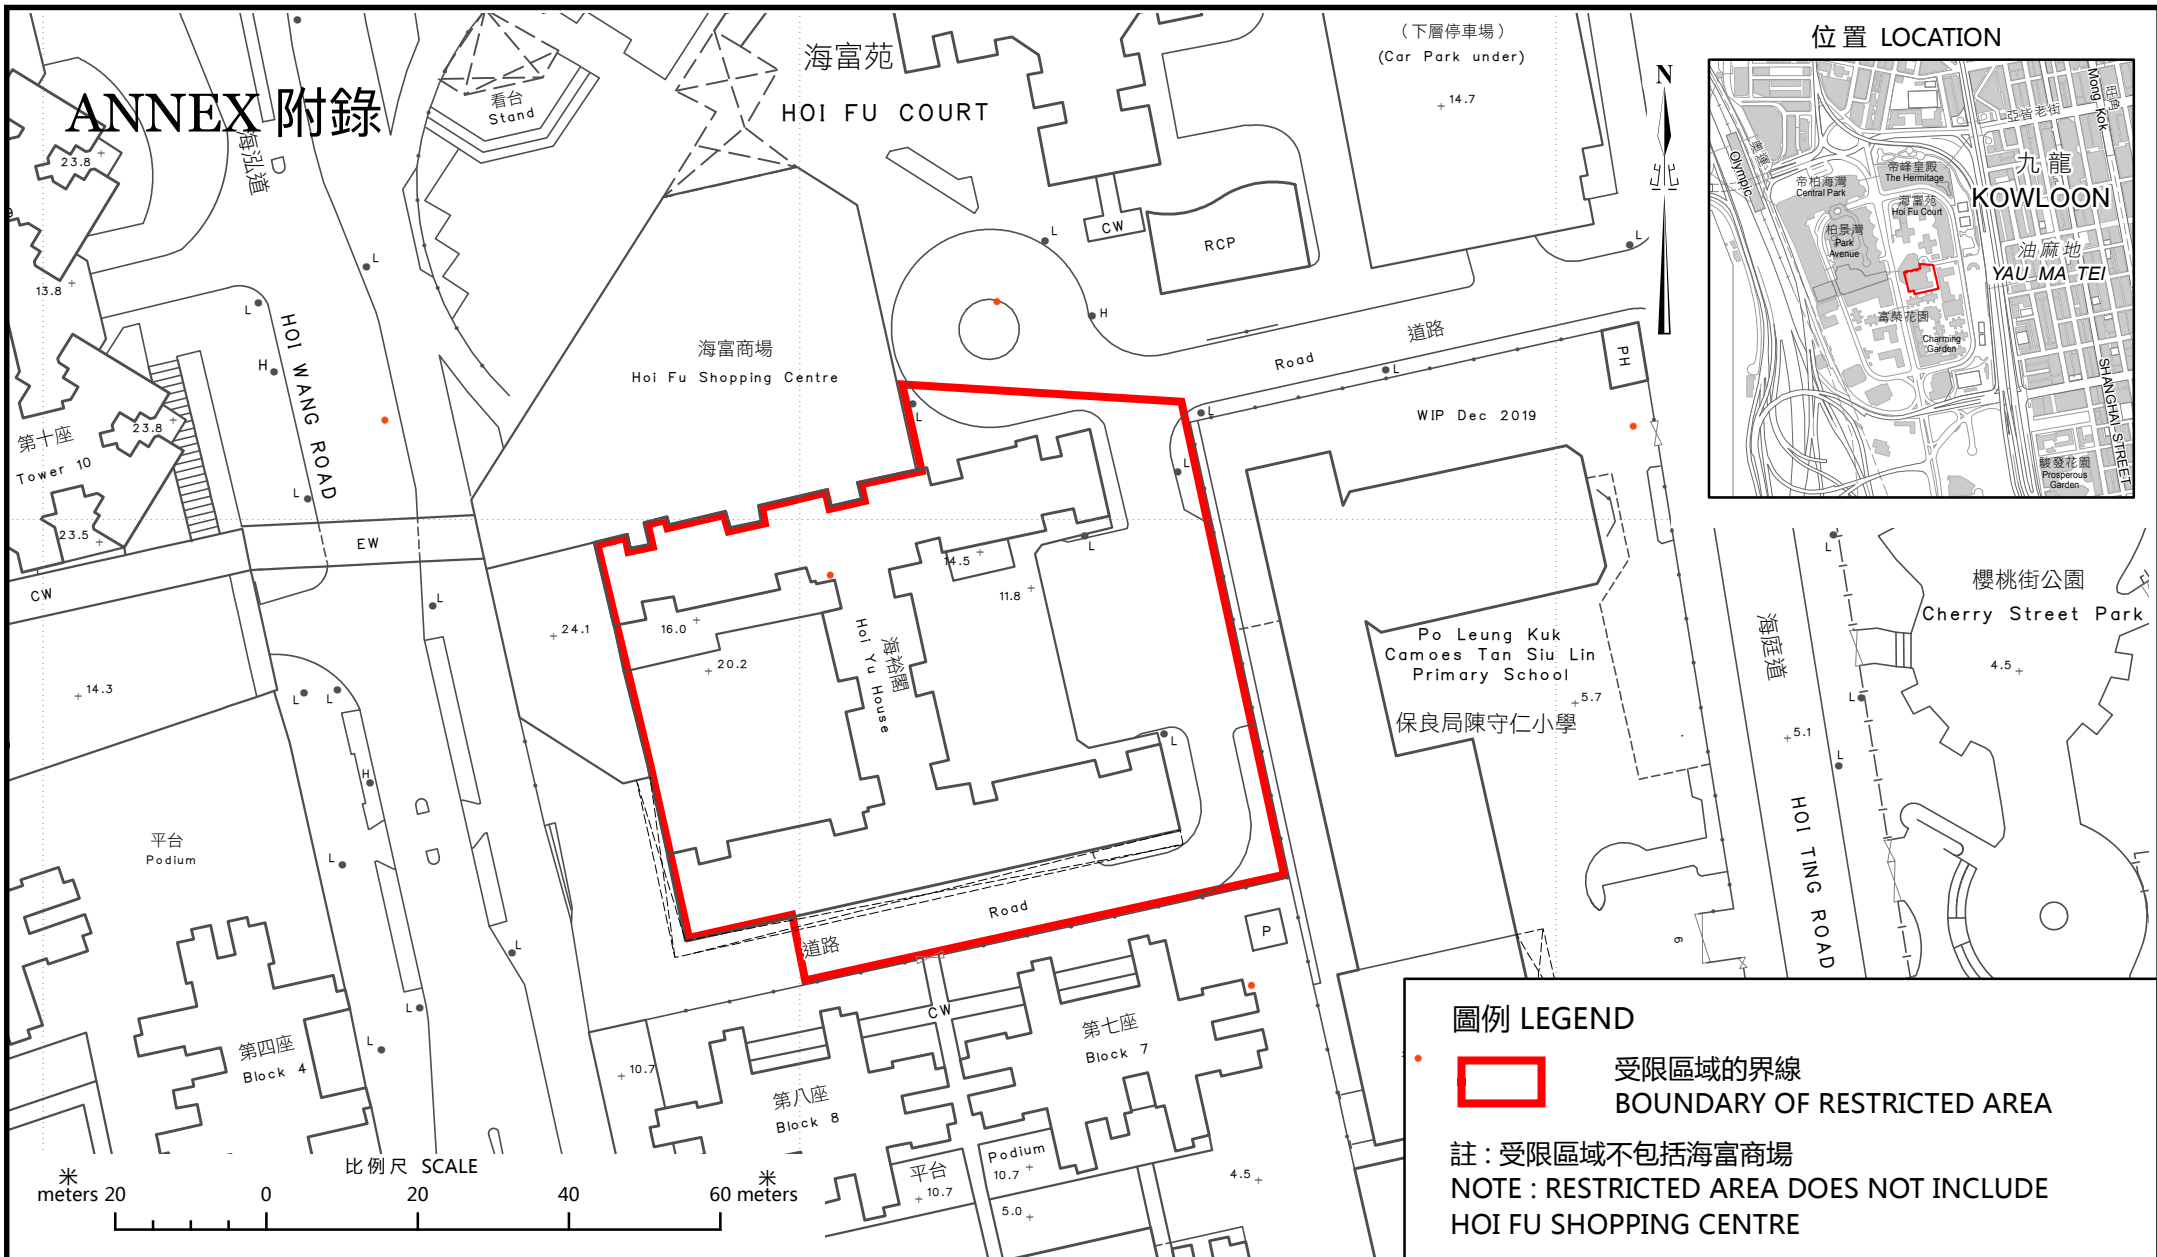 ANNEX 附錄
海富苑
HOI FU COURT
看台
Stand
(下層停車場)
(Car Park under)
14.7
N
位置 LOCATION
Mong Kok
旺角
亞皆老街
九龍
KOWLOON
奧運
Olympic
帝峰皇殿
The Hermitage
帝柏海灣
Central Park
海富苑
Hoi Fu Court
柏景灣
Park
Avenue
油麻地
YAU MA TEI
富榮花園
Charming
Garden
SHANGHAI STREET
駿發花園
Prosperous
Garden
海泓道
23.8
13.8
HOI WANG ROAD
L
H
L
第十座
Tower 10
23.8
23.5
EW
CW
海富商場
Hoi Fu Shopping Centre
CW
RCP
L
H
L
道路
Road
L
PH
WIP Dec 2019
L
L
L
24.1
16.0
20.2
14.5
11.8
海裕閣
Hoi Yu House
L
L
Po Leung Kuk
Camoes Tan Siu Lin
Primary School
5.7
保良局陳守仁小學
海庭道
HOI TING ROAD
5.1
L
L
L
櫻桃街公園
Cherry Street Park
4.5
14.3
L
L
L
L
H
L
L
L
L
平台
Podium
第四座
Block 4
道路
Road
P
CW
第七座
Block 7
10.7
第八座
Block 8
平台
10.7
Podium
10.7
5.0
4.5
6
比例尺 SCALE
米
meters 20
0
20
40
60 meters
米
圖例 LEGEND
受限區域的界線
BOUNDARY OF RESTRICTED AREA
註 : 受限區域不包括海富商場
NOTE : RESTRICTED AREA DOES NOT INCLUDE
HOI FU SHOPPING CENTRE